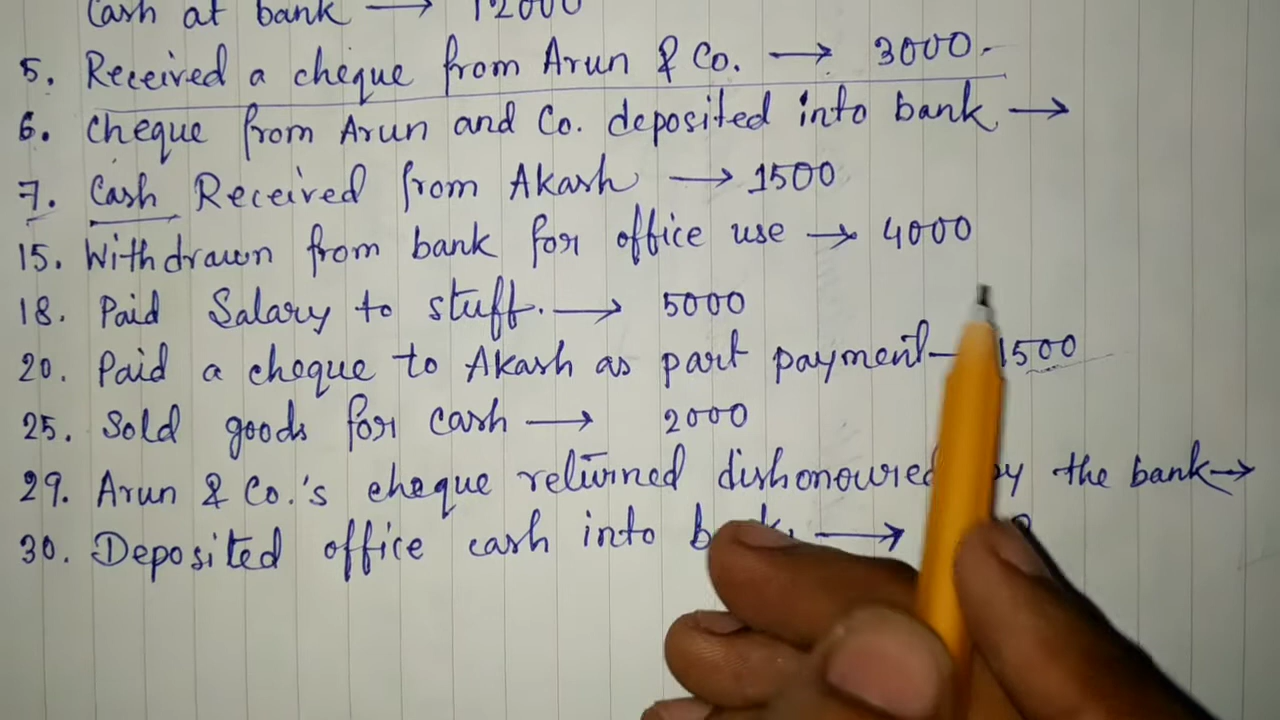 Cash at bank → 12000
5. Received a cheque from Arun & Co. → 3000.
6. Cheque from Arun and Co. deposited into bank →
7. Cash Received from Akash → 1500
15. Withdrawn from bank for office use → 4000
18. Paid Salary to stuff. → 5000
20. Paid a cheque to Akash as part payment — 1500
25. Sold goods for cash → 2000
29. Arun & Co.'s cheque returned dishonoured by the bank →
30. Deposited office cash into →